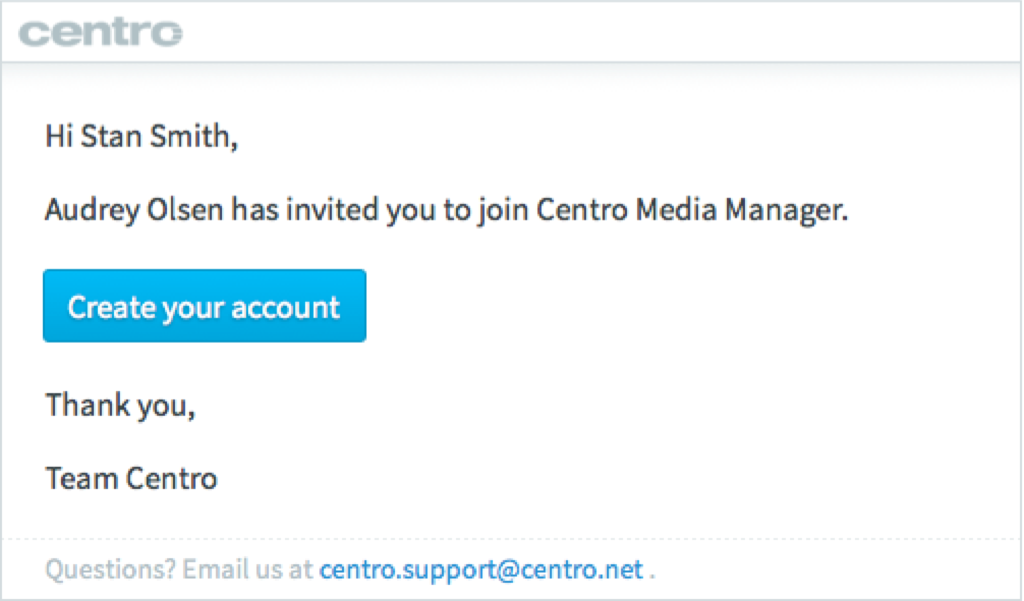 centro
Hi Stan Smith,
Audrey Olsen has invited you to join Centro Media Manager.
Create your account
Thank you,
Team Centro
Questions? Email us at centro.support@centro.net .